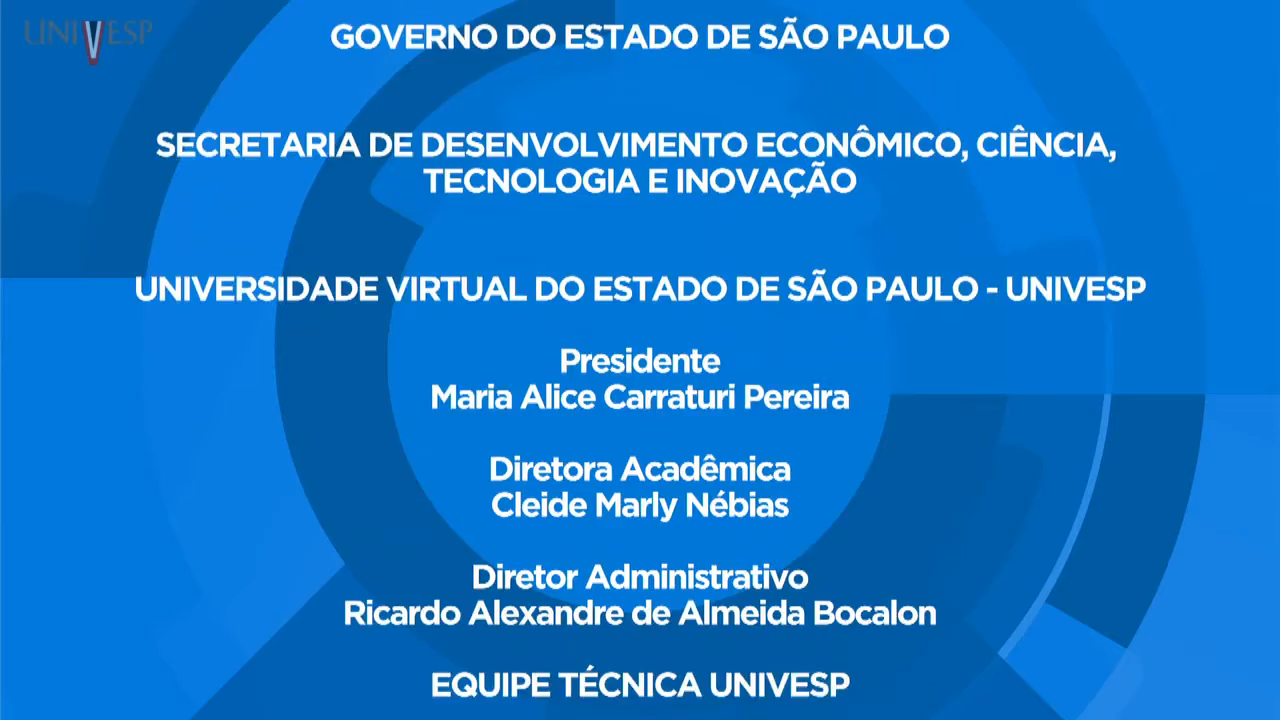 UNIVESP
GOVERNO DO ESTADO DE SÃO PAULO
SECRETARIA DE DESENVOLVIMENTO ECONÔMICO, CIÊNCIA,
TECNOLOGIA E INOVAÇÃO
UNIVERSIDADE VIRTUAL DO ESTADO DE SÃO PAULO - UNIVESP
Presidente
Maria Alice Carraturi Pereira
Diretora Acadêmica
Cleide Marly Nébias
Diretor Administrativo
Ricardo Alexandre de Almeida Bocalon
EQUIPE TÉCNICA UNIVESP